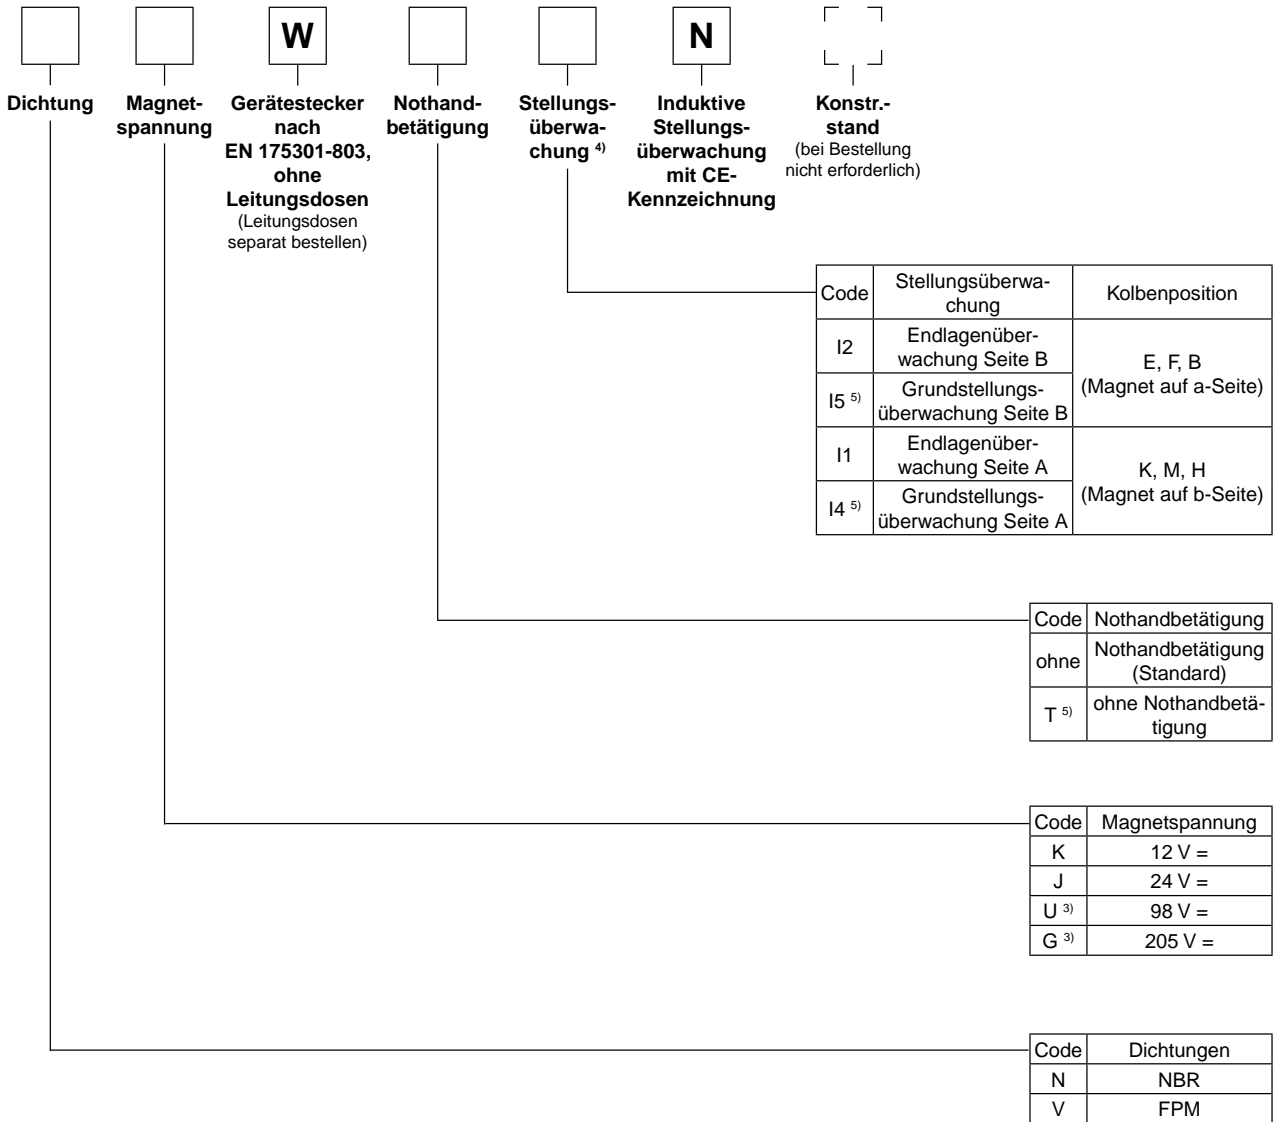 W
N
Dichtung
Magnet-
spannung
Gerätestecker
nach
EN 175301-803,
ohne
Leitungsdosen
(Leitungsdosen
separat bestellen)
Nothand-
betätigung
Stellungs-
überwa-
chung 4)
Induktive
Stellungs-
überwachung
mit CE-
Kennzeichnung
Konstr.-
stand
(bei Bestellung
nicht erforderlich)
Code Stellungsüberwa-
chung Kolbenposition
I2 Endlagenüber-
wachung Seite B
E, F, B
(Magnet auf a-Seite)
I5 5) Grundstellungs-
überwachung Seite B
I1 Endlagenüber-
wachung Seite A
K, M, H
(Magnet auf b-Seite)
I4 5) Grundstellungs-
überwachung Seite A
Code Nothandbetätigung
ohne Nothandbetätigung
(Standard)
T 5) ohne Nothandbetä-
tigung
Code Magnetspannung
K 12 V =
J 24 V =
U 3) 98 V =
G 3) 205 V =
Code Dichtungen
N NBR
V FPM